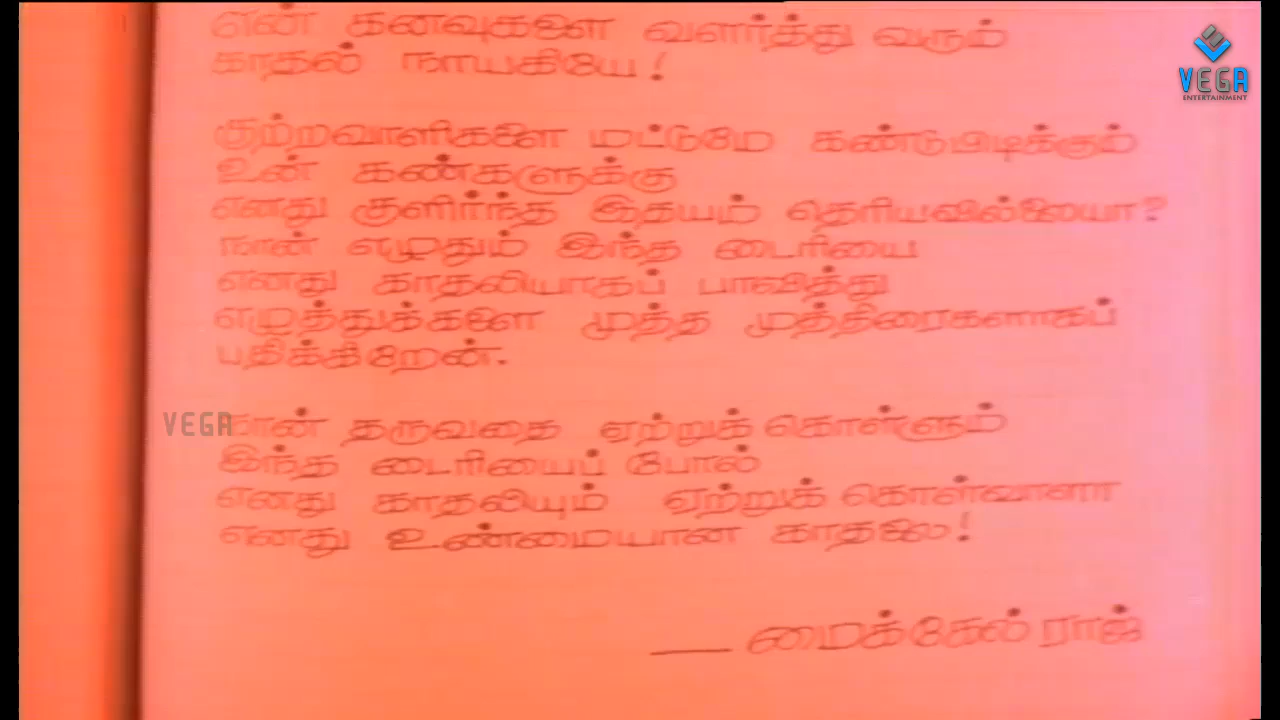 என் கனவுகளை வளர்த்து வரும்
VEGA
ENTERTAINMENT
காதல் நாயகியே!
குற்றவாளிகளை மட்டுமே கண்டுபிடிக்கும்
உன் கண்களுக்கு
எனது குளிர்ந்த இதயம் தெரியவில்லையா?
நான் எழுதும் இந்த டைரியை
எனது காதலியாகப் பாவித்து
எழுத்துக்களை முத்த முத்திரைகளாகப்
பதிக்கிறேன்.
VEGA
நான் தருவதை ஏற்றுக் கொள்ளும்
இந்த டைரியைப் போல்
எனது காதலியும் ஏற்றுக் கொள்வாளா
எனது உண்மையான காதலை!
— மைக்கேல் ராஜ்